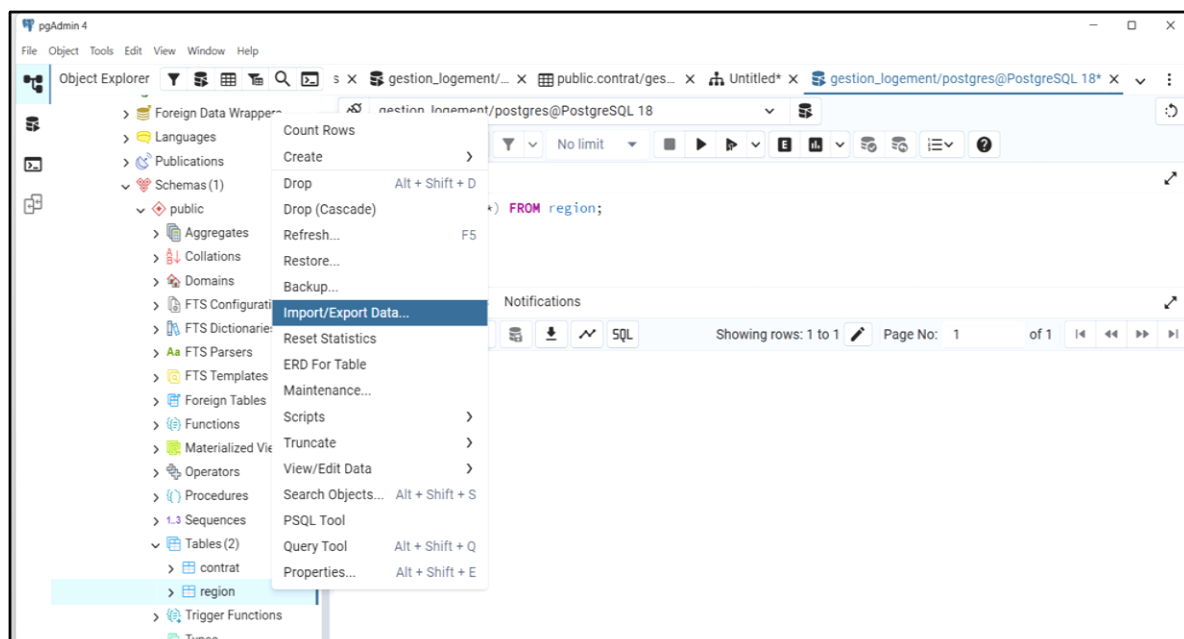 pgAdmin 4
File Object Tools Edit View Window Help
Object Explorer
s
gestion_logement/...
public.contrat/ges...
Untitled*
gestion_logement/postgres@PostgreSQL 18*
gestion_logement/postgres@PostgreSQL 18
No limit
E
*) FROM region;
Notifications
SQL
Showing rows: 1 to 1
Page No: 1 of 1
Foreign Data Wrappers
Languages
Publications
Schemas (1)
public
Aggregates
Collations
Domains
FTS Configurati
FTS Dictionaries
FTS Parsers
FTS Templates
Foreign Tables
Functions
Materialized Vie
Operators
Procedures
1..3 Sequences
Tables (2)
contrat
region
Trigger Functions
Count Rows
Create
Drop Alt + Shift + D
Drop (Cascade)
Refresh... F5
Restore...
Backup...
Import/Export Data...
Reset Statistics
ERD For Table
Maintenance...
Scripts
Truncate
View/Edit Data
Search Objects... Alt + Shift + S
PSQL Tool
Query Tool Alt + Shift + Q
Properties... Alt + Shift + E